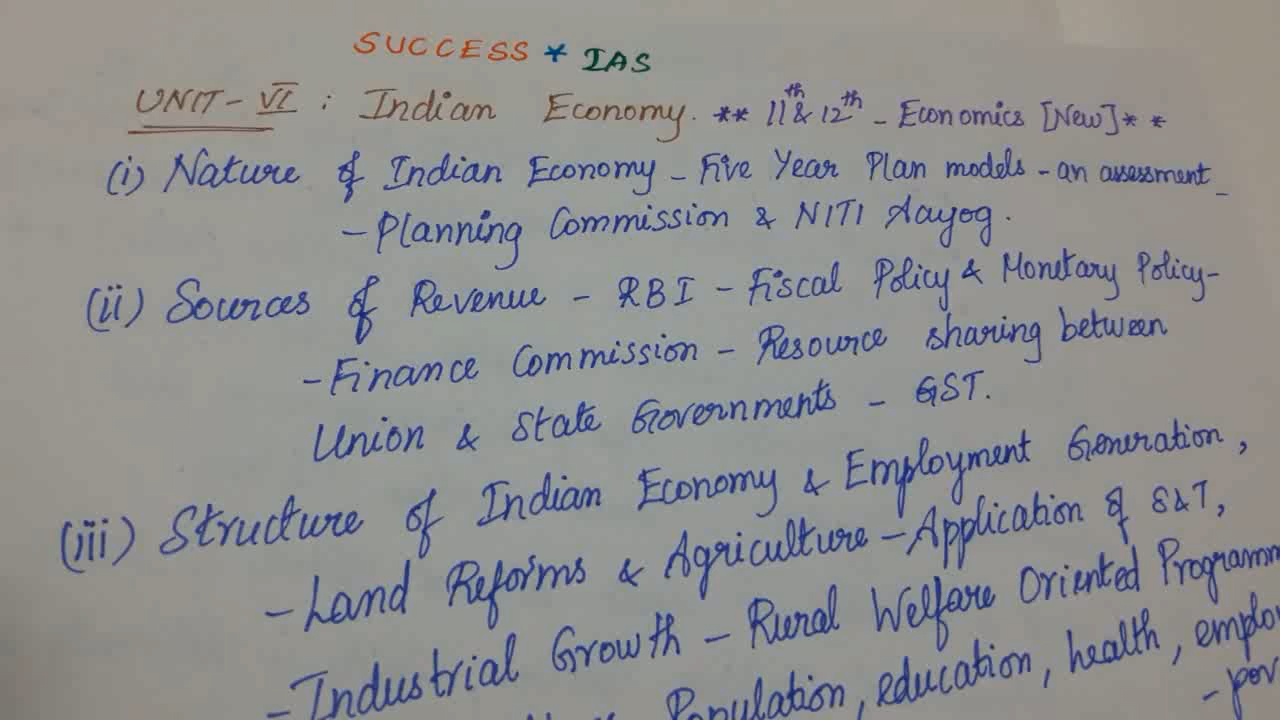 SUCCESS * IAS
UNIT - VI : Indian Economy. ** 11th & 12th - Economics [New] **
(i) Nature of Indian Economy - Five Year Plan models - an assessment -
- Planning Commission & NITI Aayog.
(ii) Sources of Revenue - RBI - Fiscal Policy & Monetary Policy -
- Finance Commission - Resource sharing between
Union & State Governments - GST.
(iii) Structure of Indian Economy & Employment Generation,
- Land Reforms & Agriculture - Application of S&T,
- Industrial Growth - Rural Welfare Oriented Programm
Population, education, health, emplo
- pov